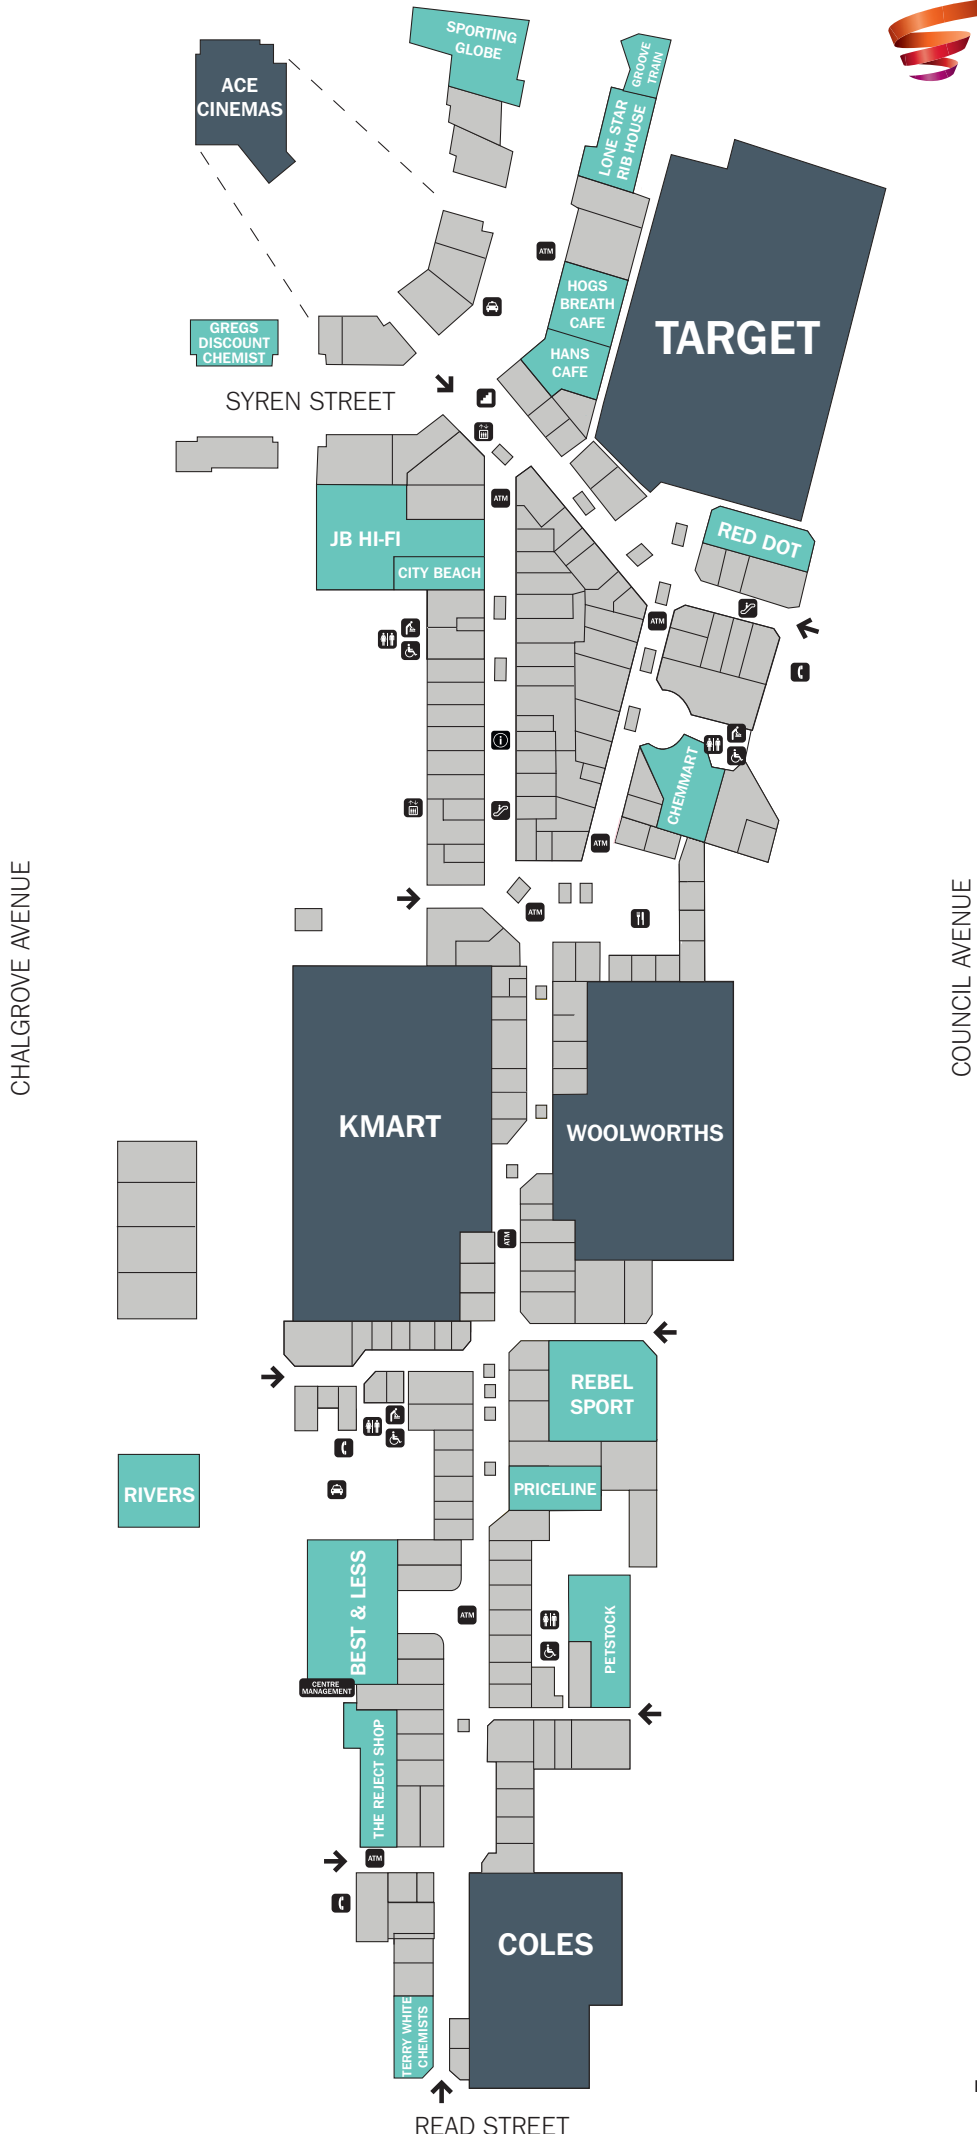 SPORTING
GLOBE
GROOVE
TRAIN
ACE
CINEMAS
LONE STAR
RIB HOUSE
ATM
HOGS
BREATH
CAFE
TARGET
GREGS
DISCOUNT
CHEMIST
HANS
CAFE
SYREN STREET
ATM
JB HI-FI
RED DOT
CITY BEACH
ATM
CHEMMART
ATM
CHALGROVE AVENUE
COUNCIL AVENUE
ATM
KMART
WOOLWORTHS
ATM
REBEL
SPORT
PRICELINE
RIVERS
BEST & LESS
ATM
PETSTOCK
CENTRE
MANAGEMENT
THE REJECT SHOP
ATM
COLES
TERRY WHITE
CHEMISTS
READ STREET